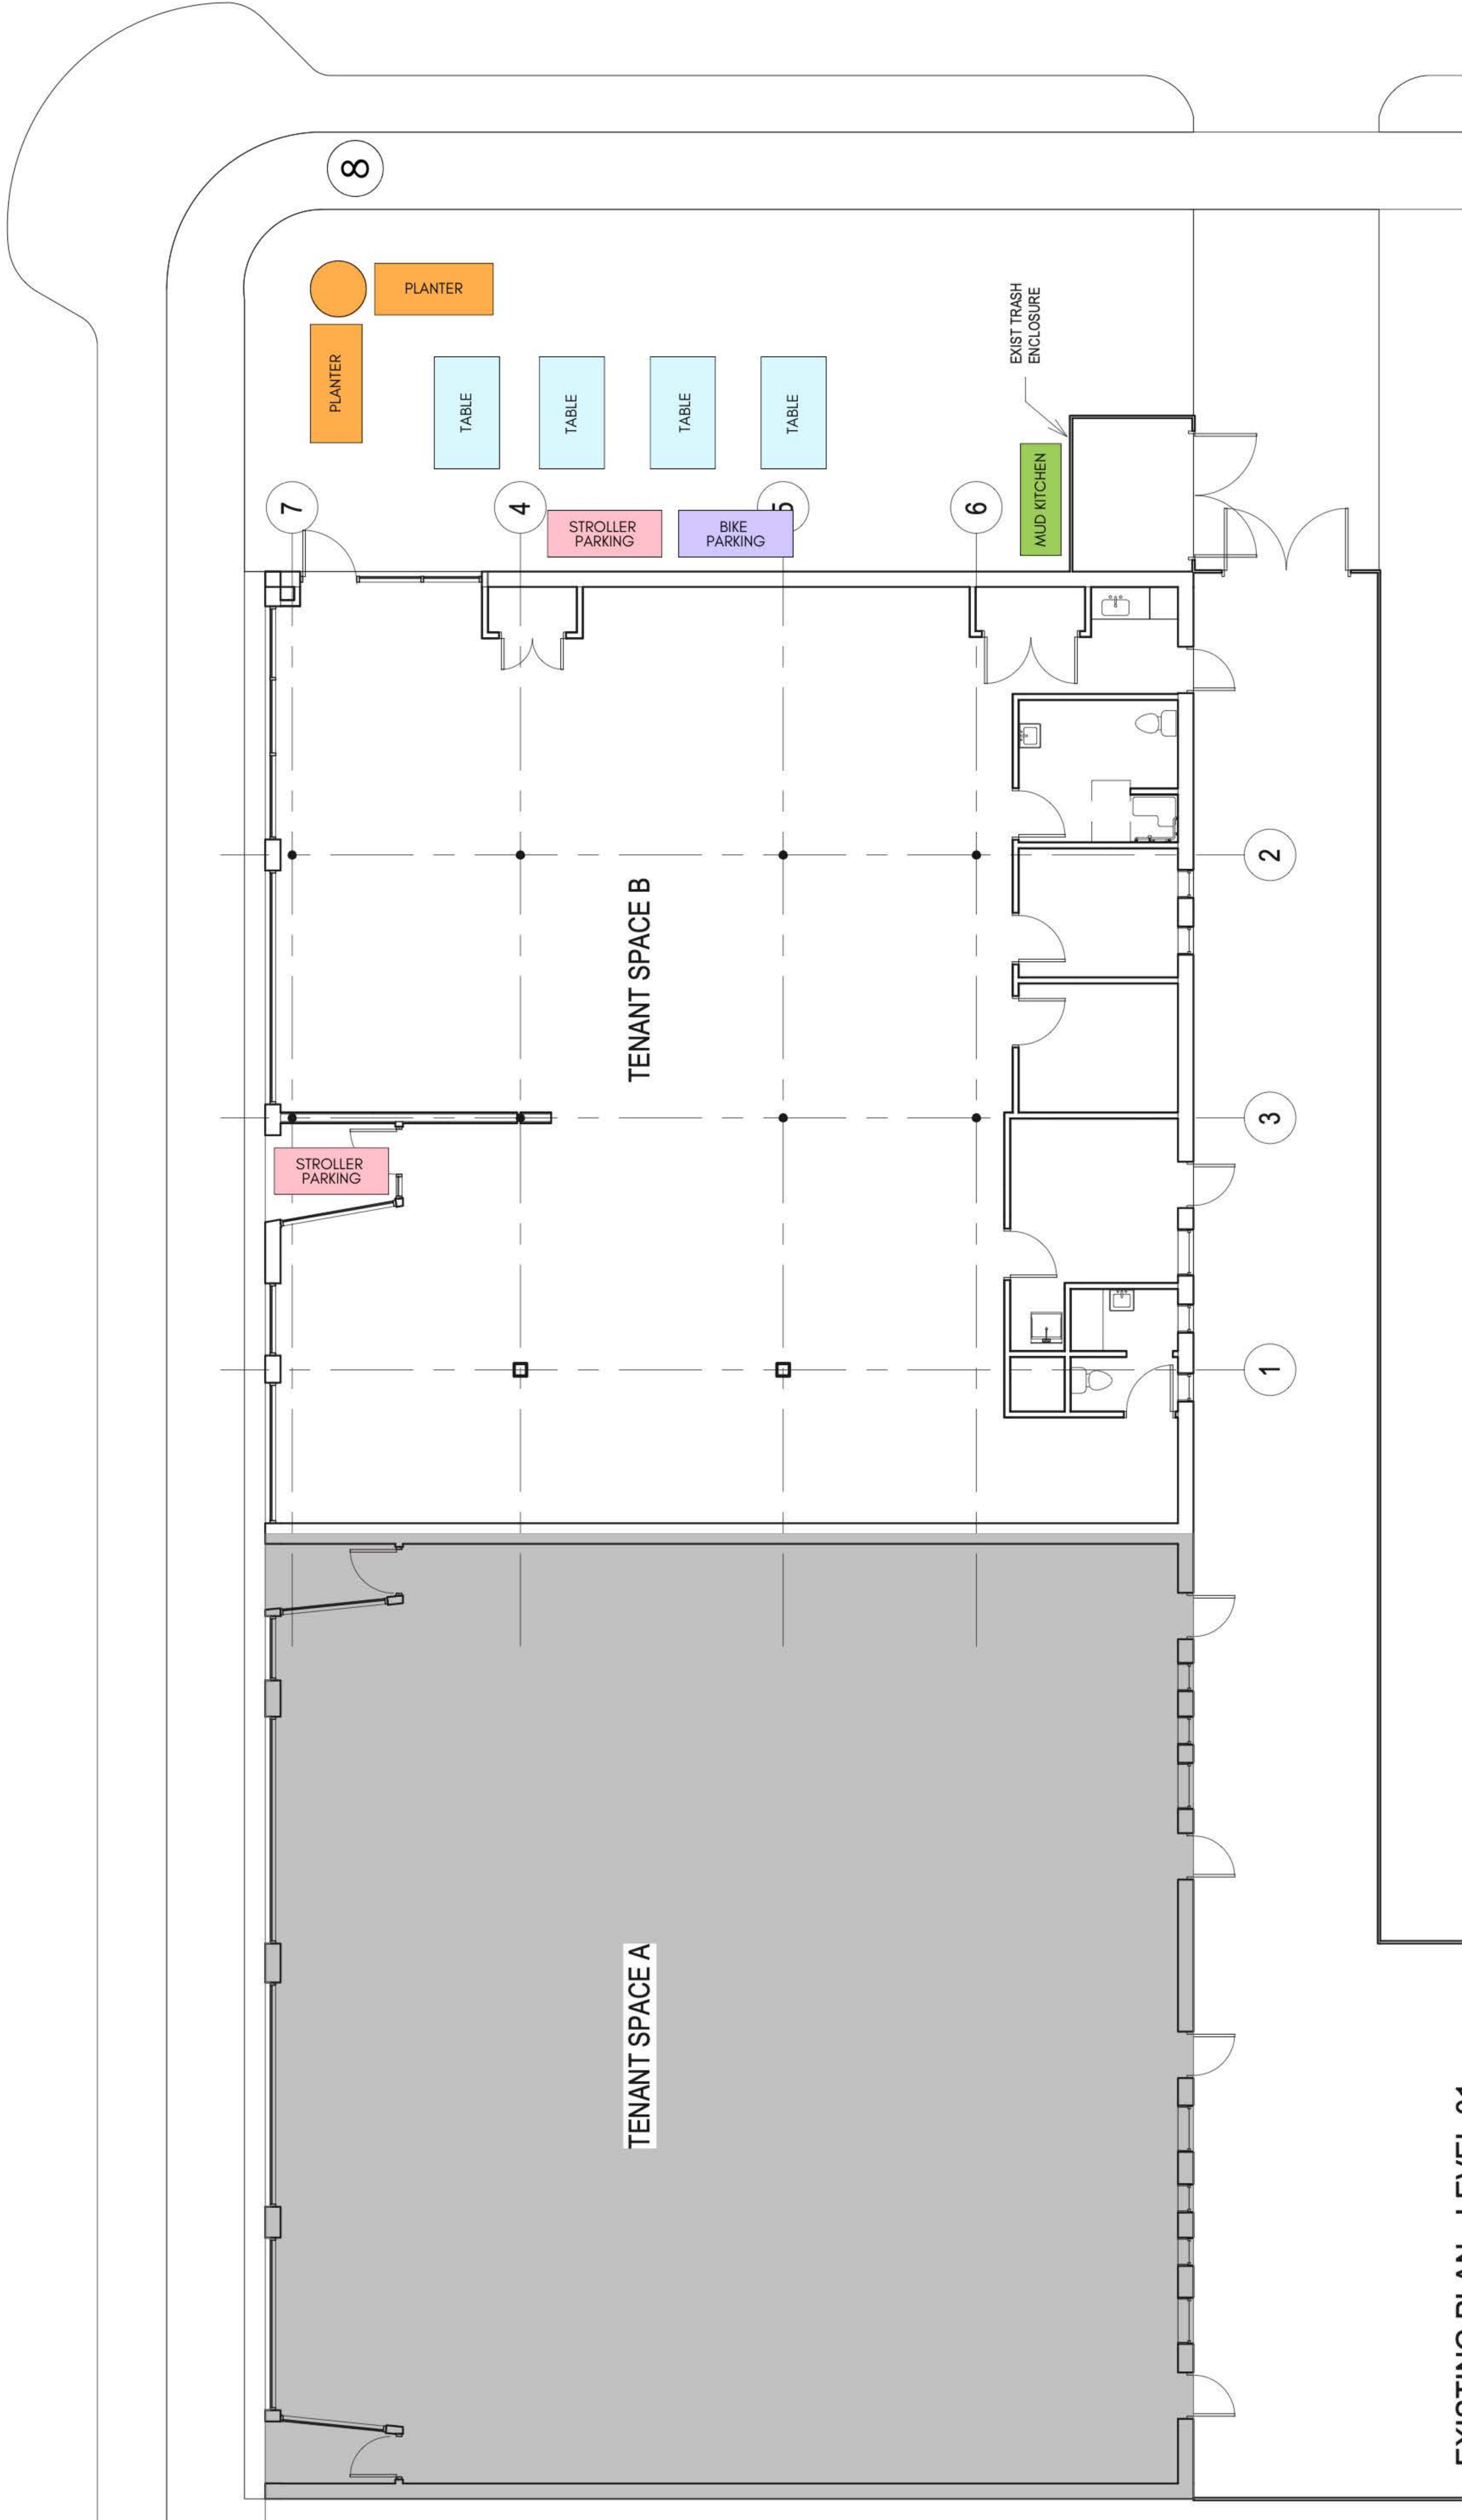 8
PLANTER
PLANTER
EXIST TRASH
ENCLOSURE
TABLE
TABLE
TABLE
TABLE
MUD KITCHEN
7
4
5
6
STROLLER
PARKING
BIKE
PARKING
2
TENANT SPACE B
3
STROLLER
PARKING
1
TENANT SPACE A